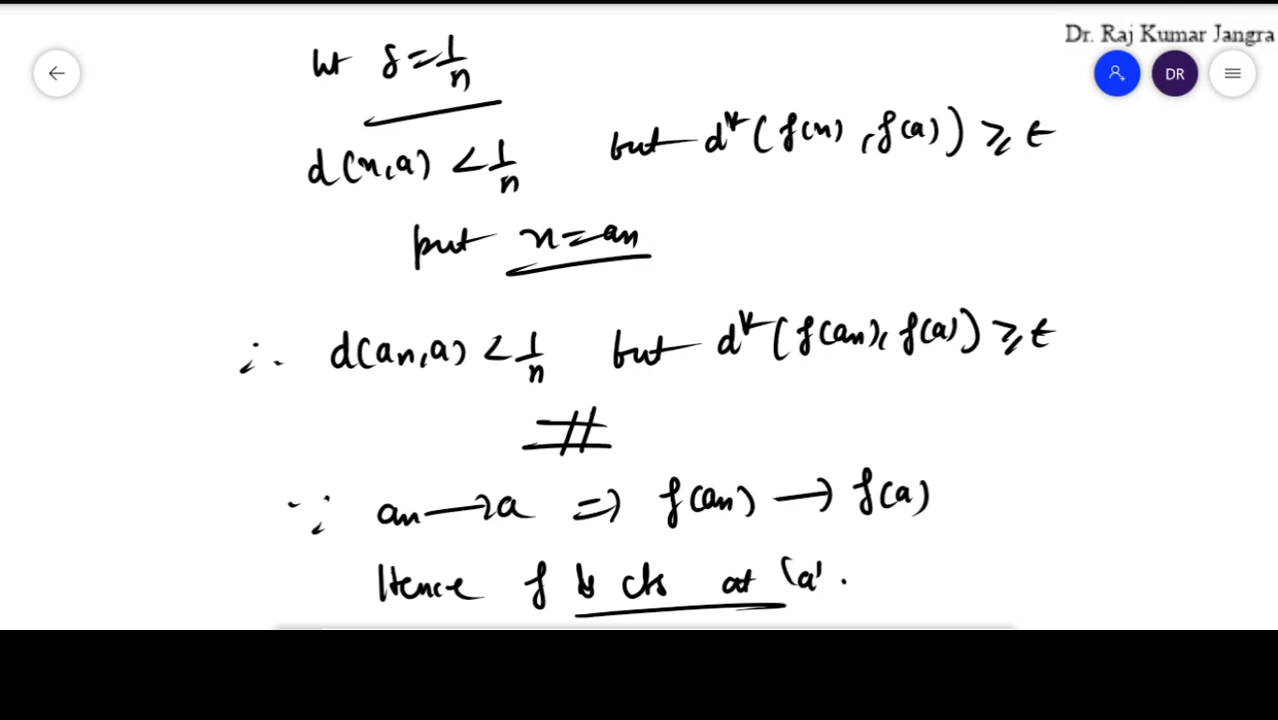 Dr. Raj Kumar Jangra
DR
let δ = 1/n
d(x,a) < 1/n but d*(f(x), f(a)) ≥ ε
put x = an
∴ d(an,a) < 1/n but d*(f(an), f(a)) ≥ ε
#
∵ an → a ⇒ f(an) → f(a)
Hence f is cts at 'a'.